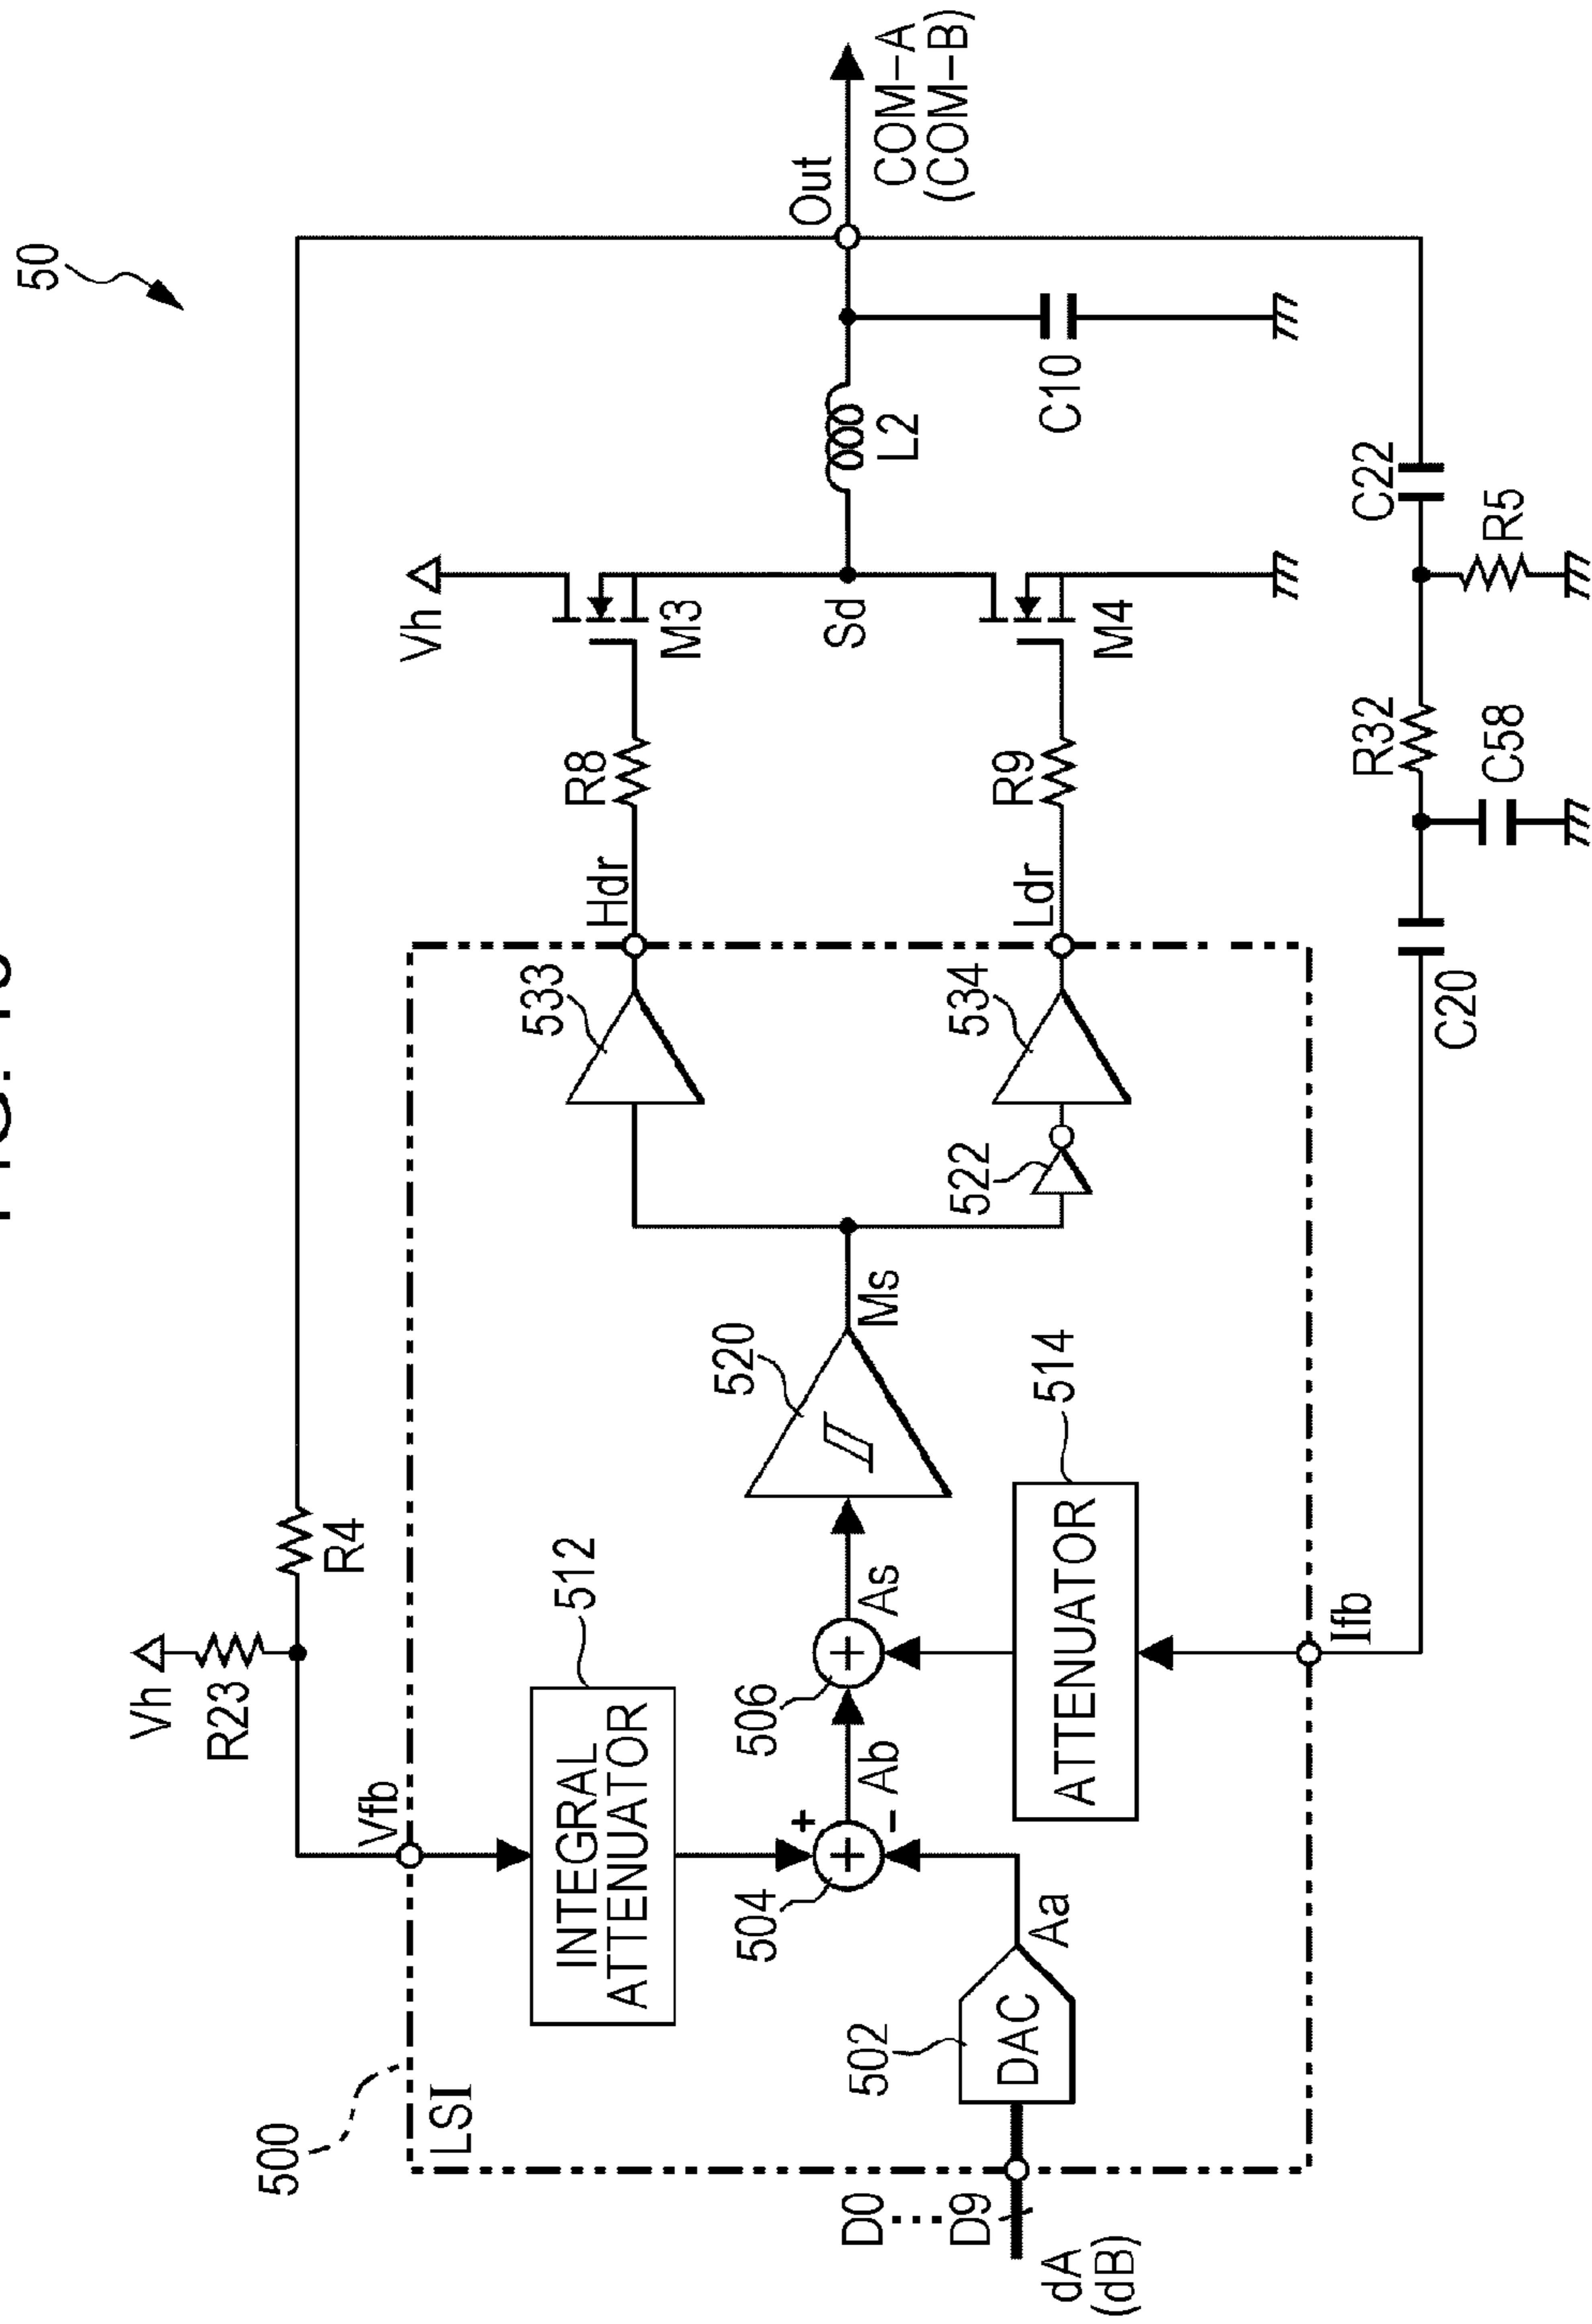 50
Vh
R23
R4
Vfb
500
LSI
INTEGRAL
ATTENUATOR
512
504
+
-
Ab
506
As
520
Ms
533
Hdr
R8
Vh
M3
Sd
L2
Out
COM-A
(COM-B)
C10
D0
⋮
D9
dA
(dB)
502
DAC
Aa
ATTENUATOR
514
522
534
Ldr
R9
M4
Ifb
C20
R32
C58
C22
R5